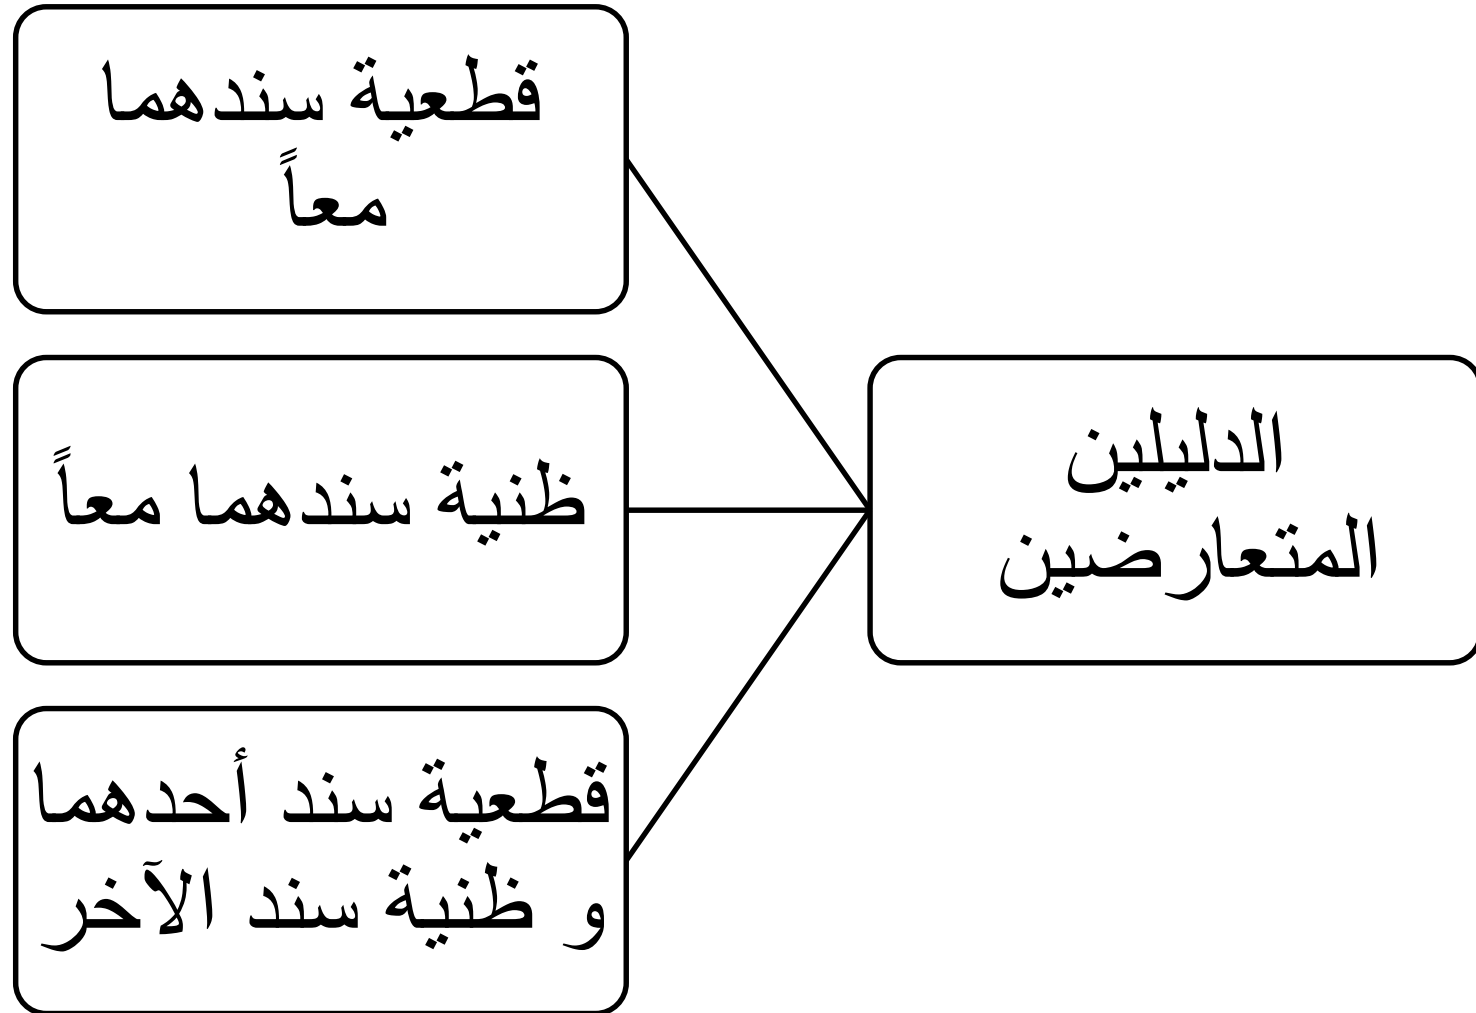 الدليلين
المتعارضين
قطعية سندهما
معاً
ظنية سندهما معاً
قطعية سند أحدهما
و ظنية سند الآخر